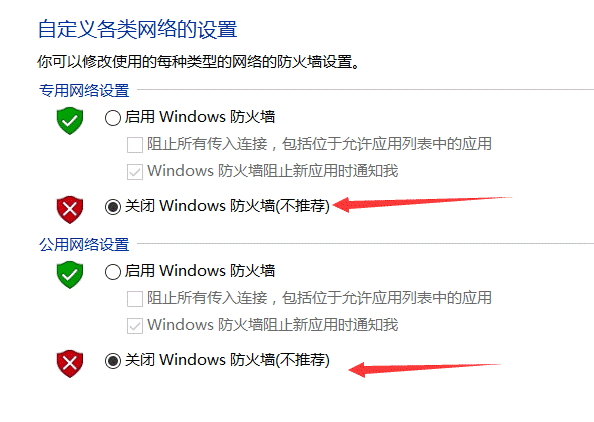 自定义各类网络的设置
你可以修改使用的每种类型的网络的防火墙设置。
专用网络设置
启用 Windows 防火墙
阻止所有传入连接，包括位于允许应用列表中的应用
Windows 防火墙阻止新应用时通知我
关闭 Windows 防火墙(不推荐)
公用网络设置
启用 Windows 防火墙
阻止所有传入连接，包括位于允许应用列表中的应用
Windows 防火墙阻止新应用时通知我
关闭 Windows 防火墙(不推荐)